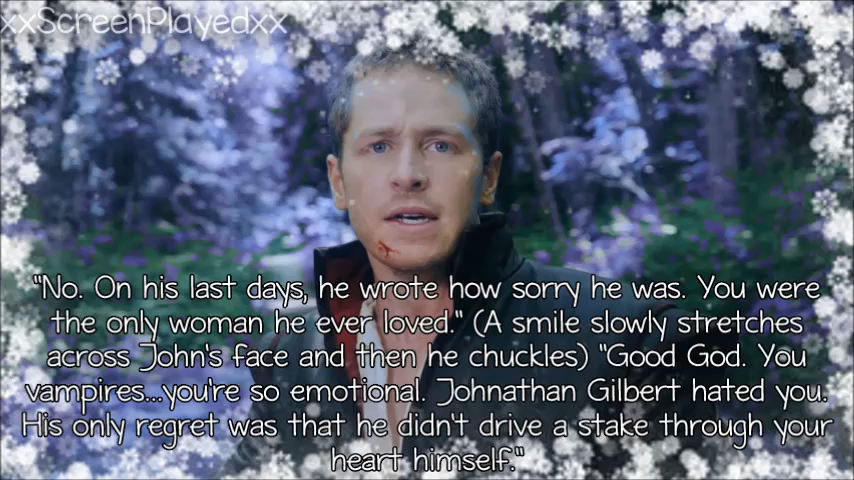 xxScreenPlayedxx
"No. On his last days, he wrote how sorry he was. You were
the only woman he ever loved." (A smile slowly stretches
across John's face and then he chuckles) "Good God. You
vampires...you're so emotional. Johnathan Gilbert hated you.
His only regret was that he didn't drive a stake through your
heart himself."